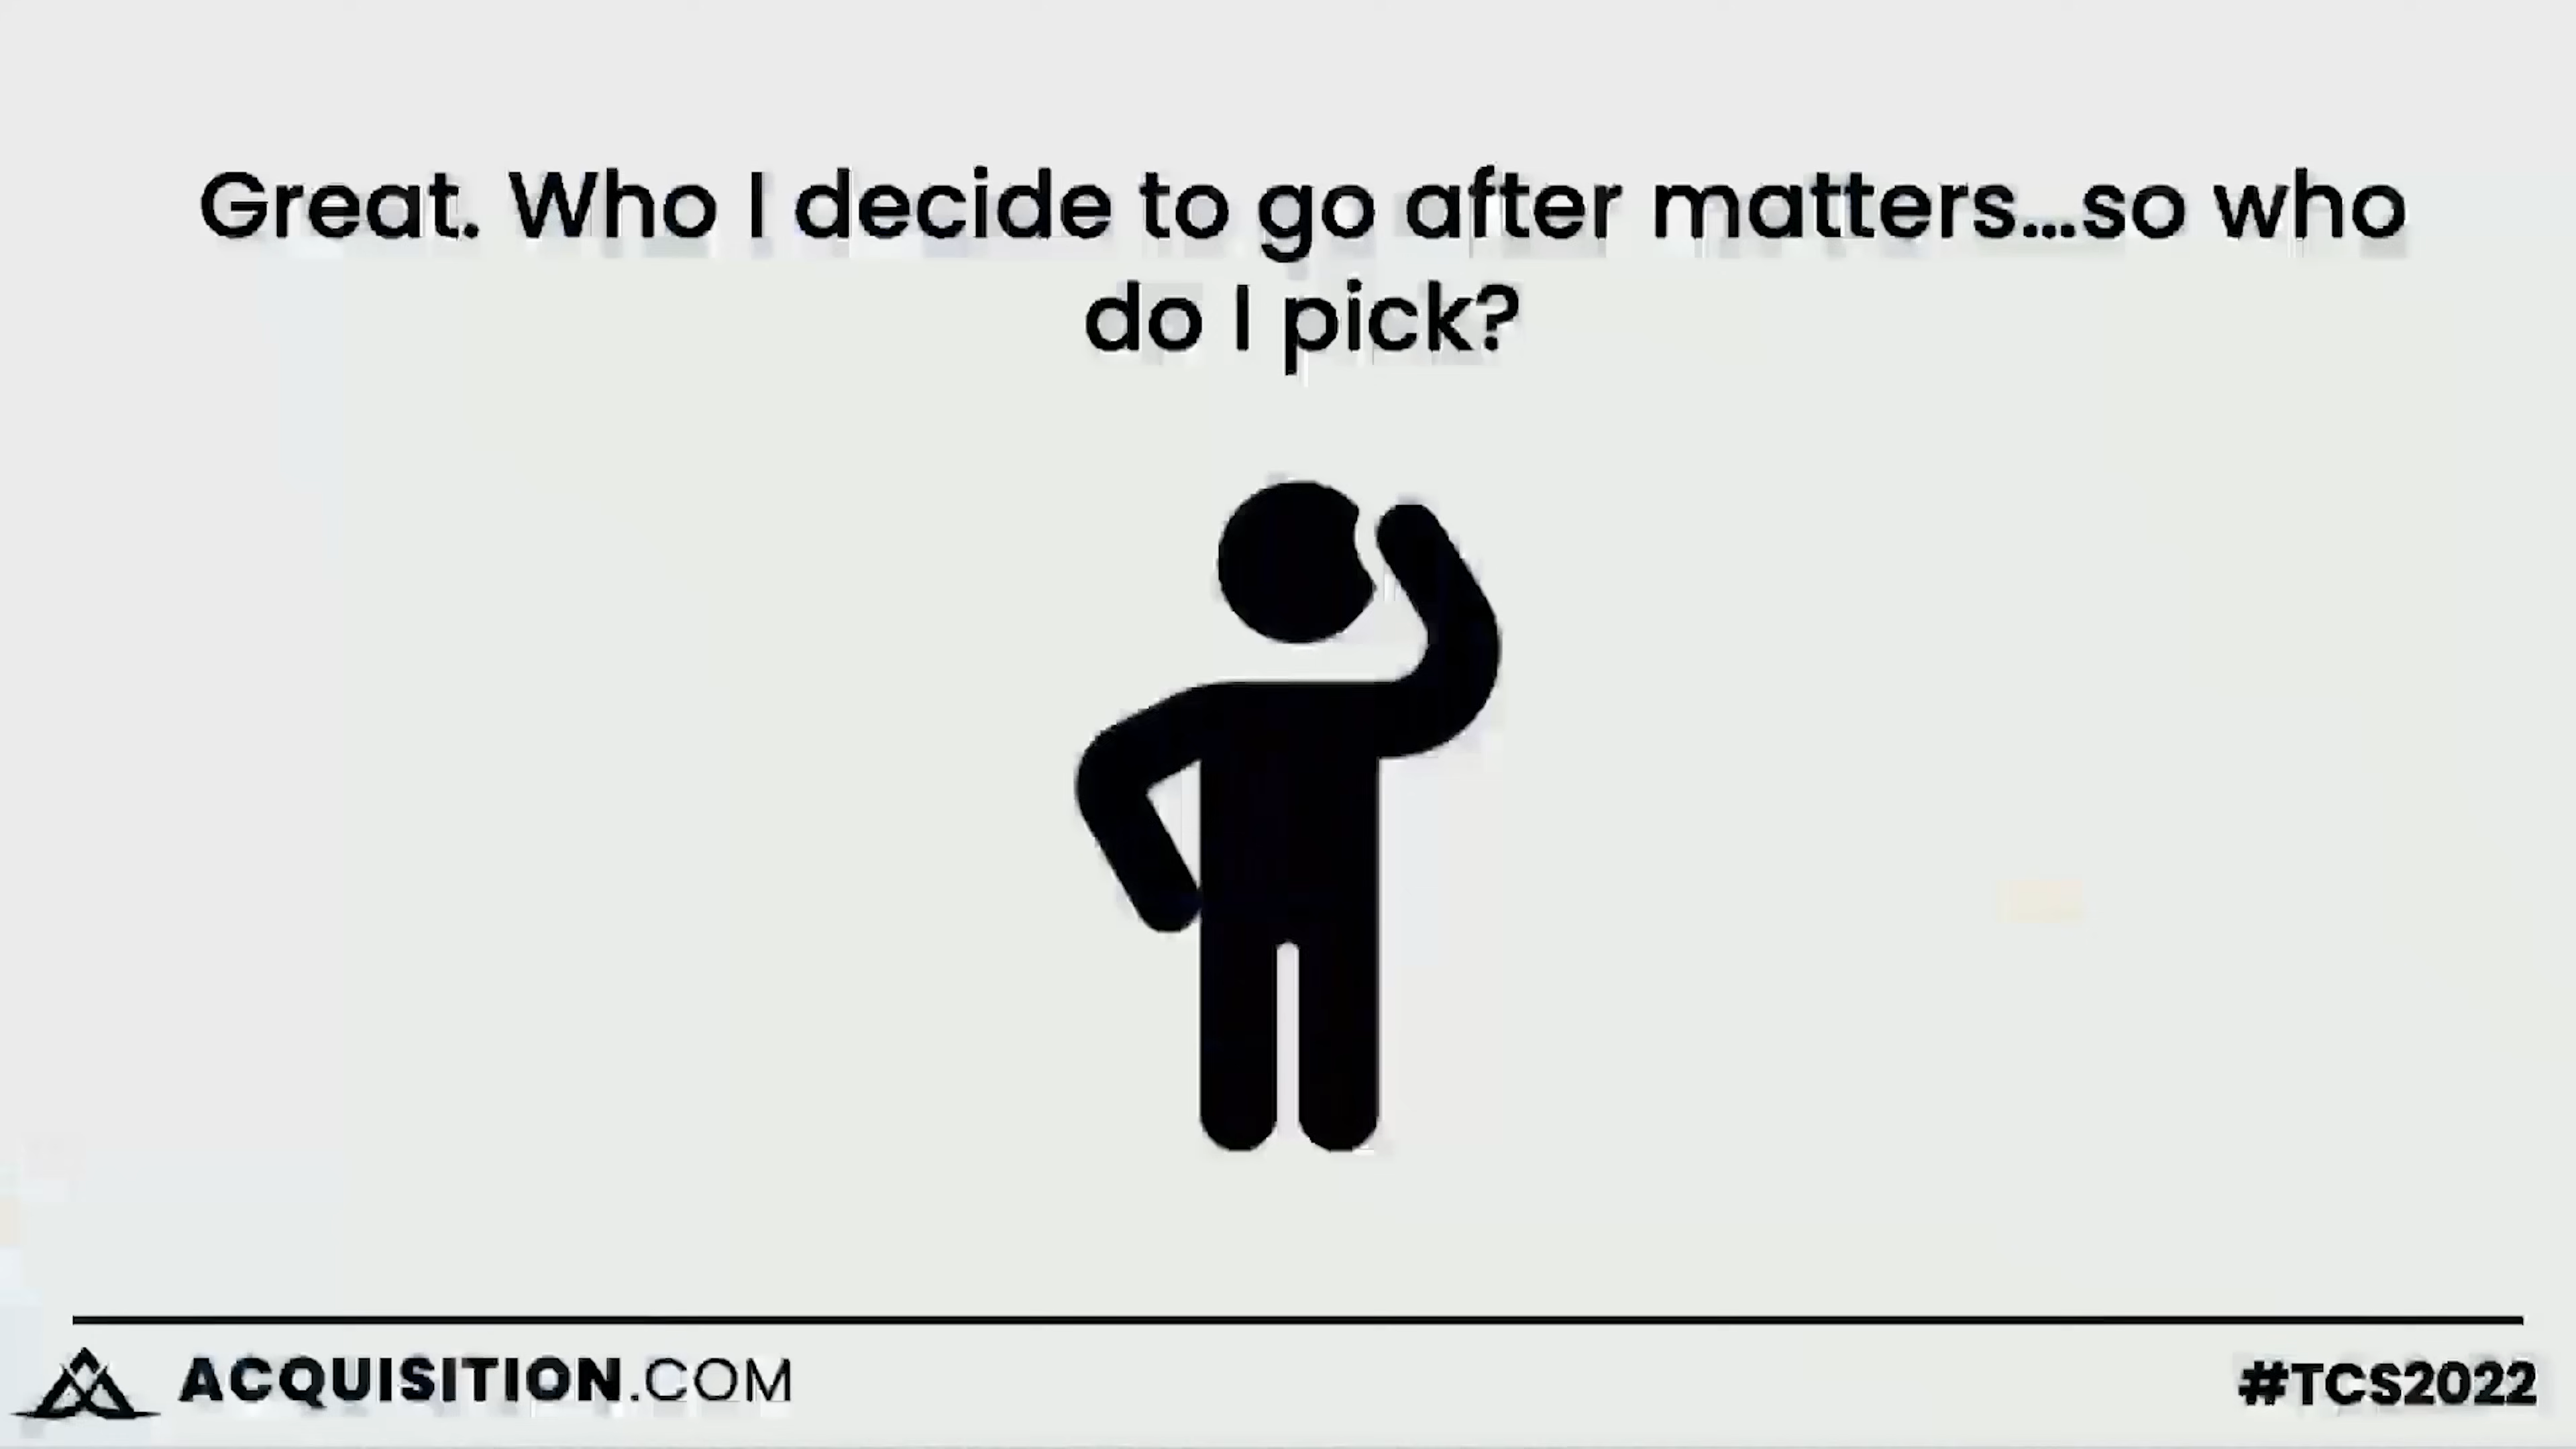 Great. Who I decide to go after matters...so who
do I pick?
ACQUISITION.COM
#TCS2022